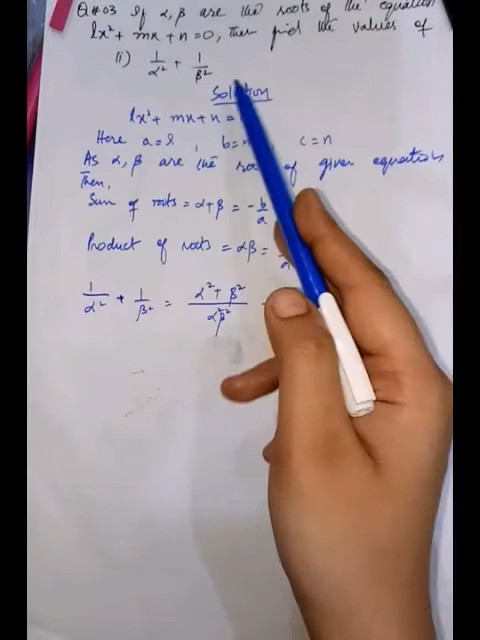 Q#03 If α, β are the roots of the equation
lx² + mx + n = 0, then find the values of
ii) 1/α² + 1/β²
Solution
lx² + mx + n =
Here a = l , b = , c = n
As α, β are the of given equation
Then,
Sum of roots = α+β = -b/a
Product of roots = αβ =
1/α² + 1/β² = α² + β² / α²β²